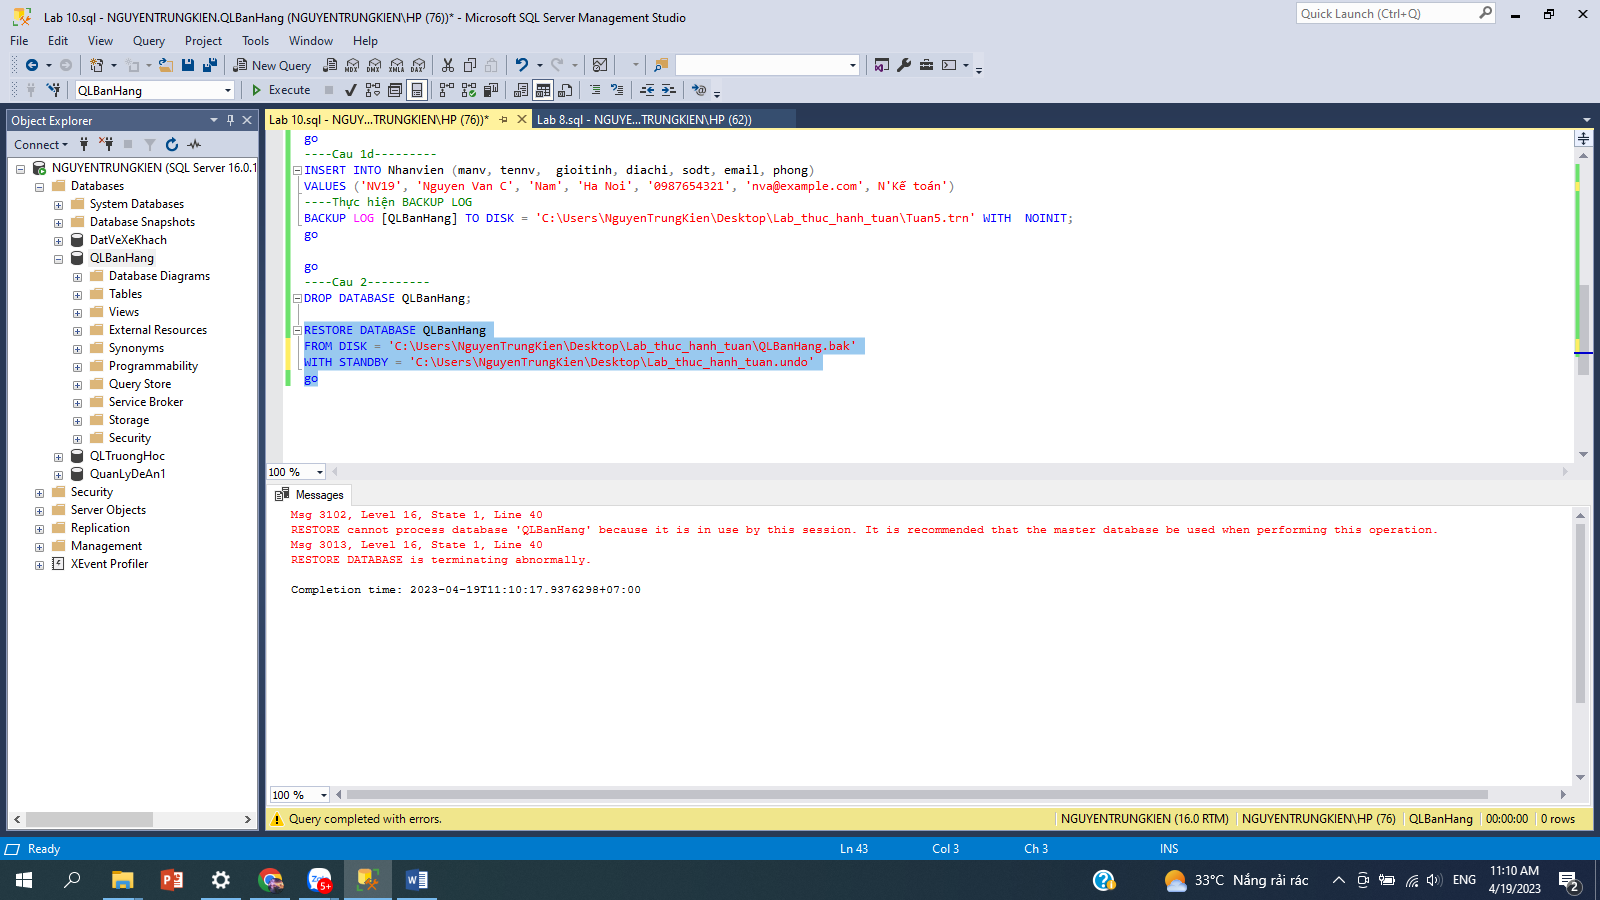 Lab 10.sql - NGUYENTRUNGKIEN.QLBanHang (NGUYENTRUNGKIEN\HP (76))* - Microsoft SQL Server Management Studio
Quick Launch (Ctrl+Q)
File Edit View Query Project Tools Window Help
New Query
MDX DMX XMLA DAX
QLBanHang
Execute
Object Explorer
Connect
NGUYENTRUNGKIEN (SQL Server 16.0.1
Databases
System Databases
Database Snapshots
DatVeXeKhach
QLBanHang
Database Diagrams
Tables
Views
External Resources
Synonyms
Programmability
Query Store
Service Broker
Storage
Security
QLTruongHoc
QuanLyDeAn1
Security
Server Objects
Replication
Management
XEvent Profiler
Lab 10.sql - NGUY...TRUNGKIEN\HP (76))*
Lab 8.sql - NGUYE...TRUNGKIEN\HP (62))
go
----Cau 1d---------
INSERT INTO Nhanvien (manv, tennv,  gioitinh, diachi, sodt, email, phong)
VALUES ('NV19', 'Nguyen Van C', 'Nam', 'Ha Noi', '0987654321', 'nva@example.com', N'Kế toán')
----Thực hiện BACKUP LOG
BACKUP LOG [QLBanHang] TO DISK = 'C:\Users\NguyenTrungKien\Desktop\Lab_thuc_hanh_tuan\Tuan5.trn' WITH  NOINIT;
go
go
----Cau 2---------
DROP DATABASE QLBanHang;
RESTORE DATABASE QLBanHang
FROM DISK = 'C:\Users\NguyenTrungKien\Desktop\Lab_thuc_hanh_tuan\QLBanHang.bak'
WITH STANDBY = 'C:\Users\NguyenTrungKien\Desktop\Lab_thuc_hanh_tuan.undo'
go
100 %
Messages
Msg 3102, Level 16, State 1, Line 40
RESTORE cannot process database 'QLBanHang' because it is in use by this session. It is recommended that the master database be used when performing this operation.
Msg 3013, Level 16, State 1, Line 40
RESTORE DATABASE is terminating abnormally.
Completion time: 2023-04-19T11:10:17.9376298+07:00
100 %
Query completed with errors.
NGUYENTRUNGKIEN (16.0 RTM)
NGUYENTRUNGKIEN\HP (76)
QLBanHang
00:00:00
0 rows
Ready
Ln 43
Col 3
Ch 3
INS
5+
33°C Nắng rải rác
ENG
11:10 AM
4/19/2023
2